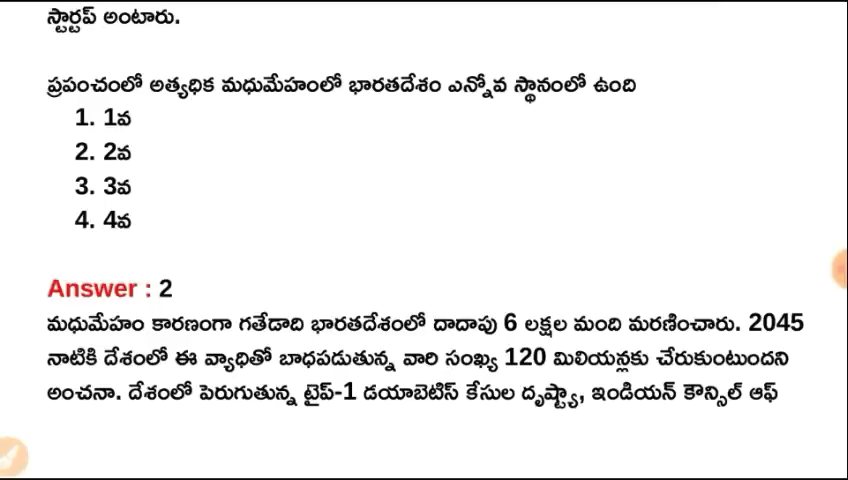 స్టార్టప్ అంటారు.
ప్రపంచంలో అత్యధిక మధుమేహంలో భారతదేశం ఎన్నోవ స్థానంలో ఉంది
1. 1వ
2. 2వ
3. 3వ
4. 4వ
Answer : 2
మధుమేహం కారణంగా గతేడాది భారతదేశంలో దాదాపు 6 లక్షల మంది మరణించారు. 2045
నాటికి దేశంలో ఈ వ్యాధితో బాధపడుతున్న వారి సంఖ్య 120 మిలియన్లకు చేరుకుంటుందని
అంచనా. దేశంలో పెరుగుతున్న టైప్-1 డయాబెటిస్ కేసుల దృష్ట్యా, ఇండియన్ కౌన్సిల్ ఆఫ్